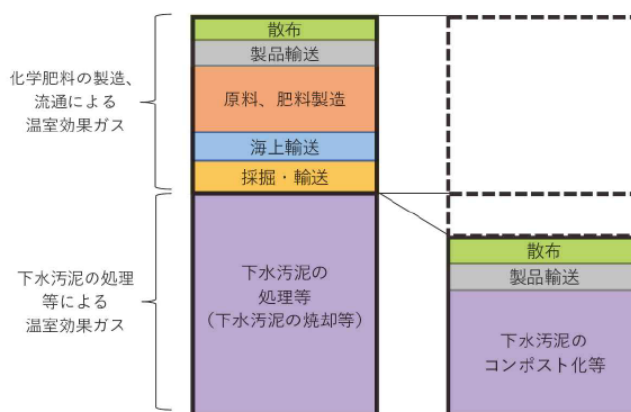 化学肥料の製造、
流通による
温室効果ガス
散布
製品輸送
原料、肥料製造
海上輸送
採掘・輸送
下水汚泥の処理
等による
温室効果ガス
下水汚泥の
処理等
（下水汚泥の焼却等）
散布
製品輸送
下水汚泥の
コンポスト化等